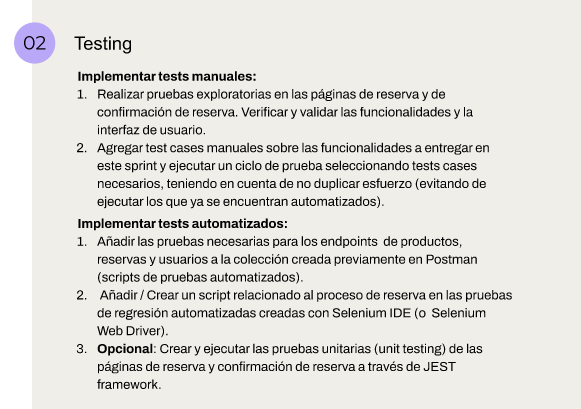 02 Testing
Implementar tests manuales:
1. Realizar pruebas exploratorias en las páginas de reserva y de
confirmación de reserva. Verificar y validar las funcionalidades y la
interfaz de usuario.
2. Agregar test cases manuales sobre las funcionalidades a entregar en
este sprint y ejecutar un ciclo de prueba seleccionando tests cases
necesarios, teniendo en cuenta de no duplicar esfuerzo (evitando de
ejecutar los que ya se encuentran automatizados).
Implementar tests automatizados:
1. Añadir las pruebas necesarias para los endpoints de productos,
reservas y usuarios a la colección creada previamente en Postman
(scripts de pruebas automatizados).
2. Añadir / Crear un script relacionado al proceso de reserva en las pruebas
de regresión automatizadas creadas con Selenium IDE (o Selenium
Web Driver).
3. Opcional: Crear y ejecutar las pruebas unitarias (unit testing) de las
páginas de reserva y confirmación de reserva a través de JEST
framework.